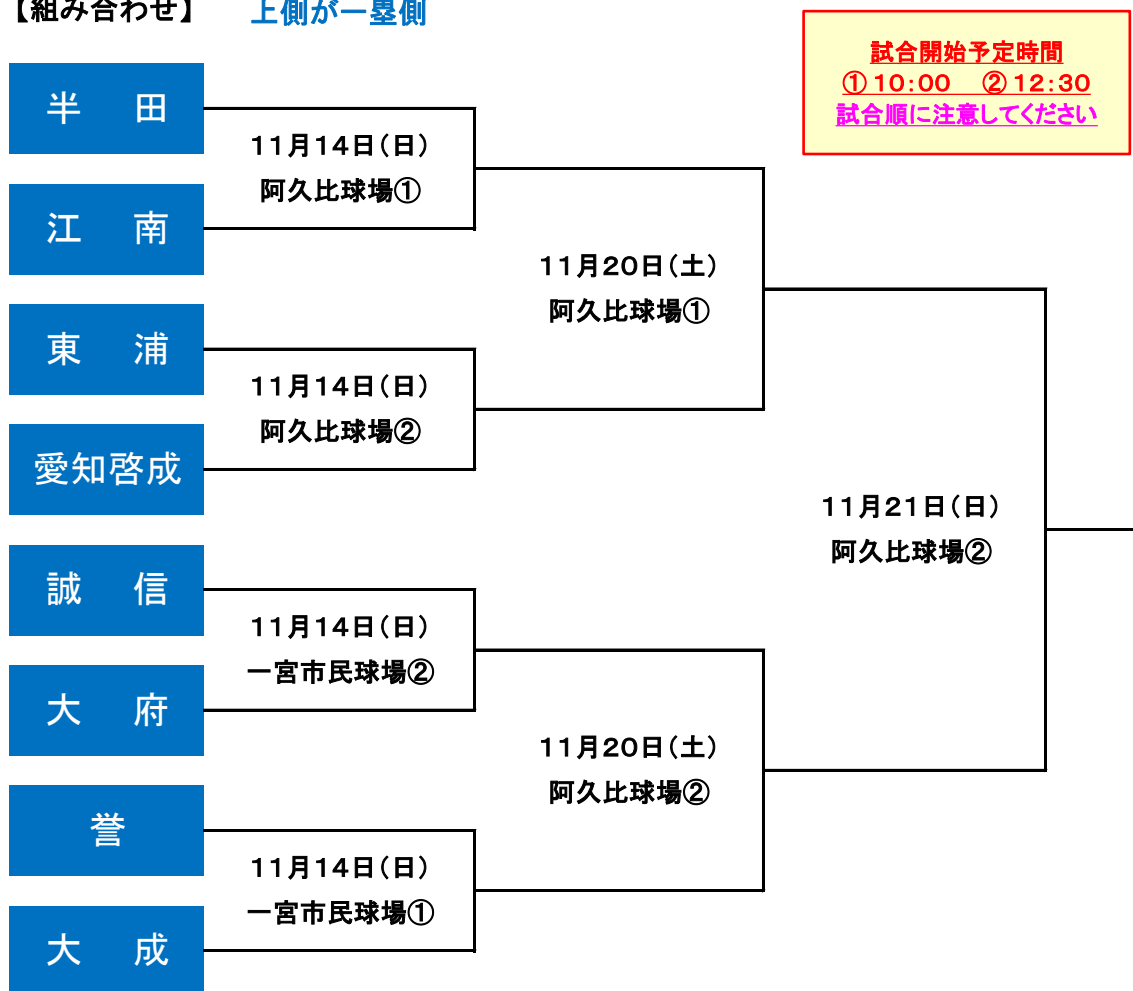 【組み合わせ】 上側が一塁側
試合開始予定時間
①10:00 ②12:30
試合順に注意してください
半 田
11月14日(日)
阿久比球場①
江 南
11月20日(土)
阿久比球場①
東 浦
11月14日(日)
阿久比球場②
愛知啓成
11月21日(日)
阿久比球場②
誠 信
11月14日(日)
一宮市民球場②
大 府
11月20日(土)
阿久比球場②
誉
11月14日(日)
一宮市民球場①
大 成